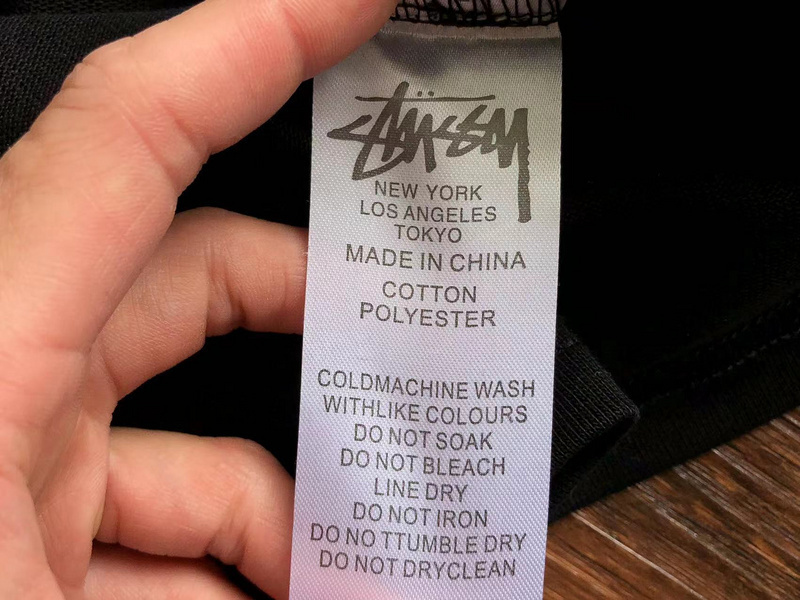 STÜSSY
NEW YORK
LOS ANGELES
TOKYO
MADE IN CHINA
COTTON
POLYESTER
COLDMACHINE WASH
WITHLIKE COLOURS
DO NOT SOAK
DO NOT BLEACH
LINE DRY
DO NOT IRON
DO NO TTUMBLE DRY
DO NOT DRYCLEAN